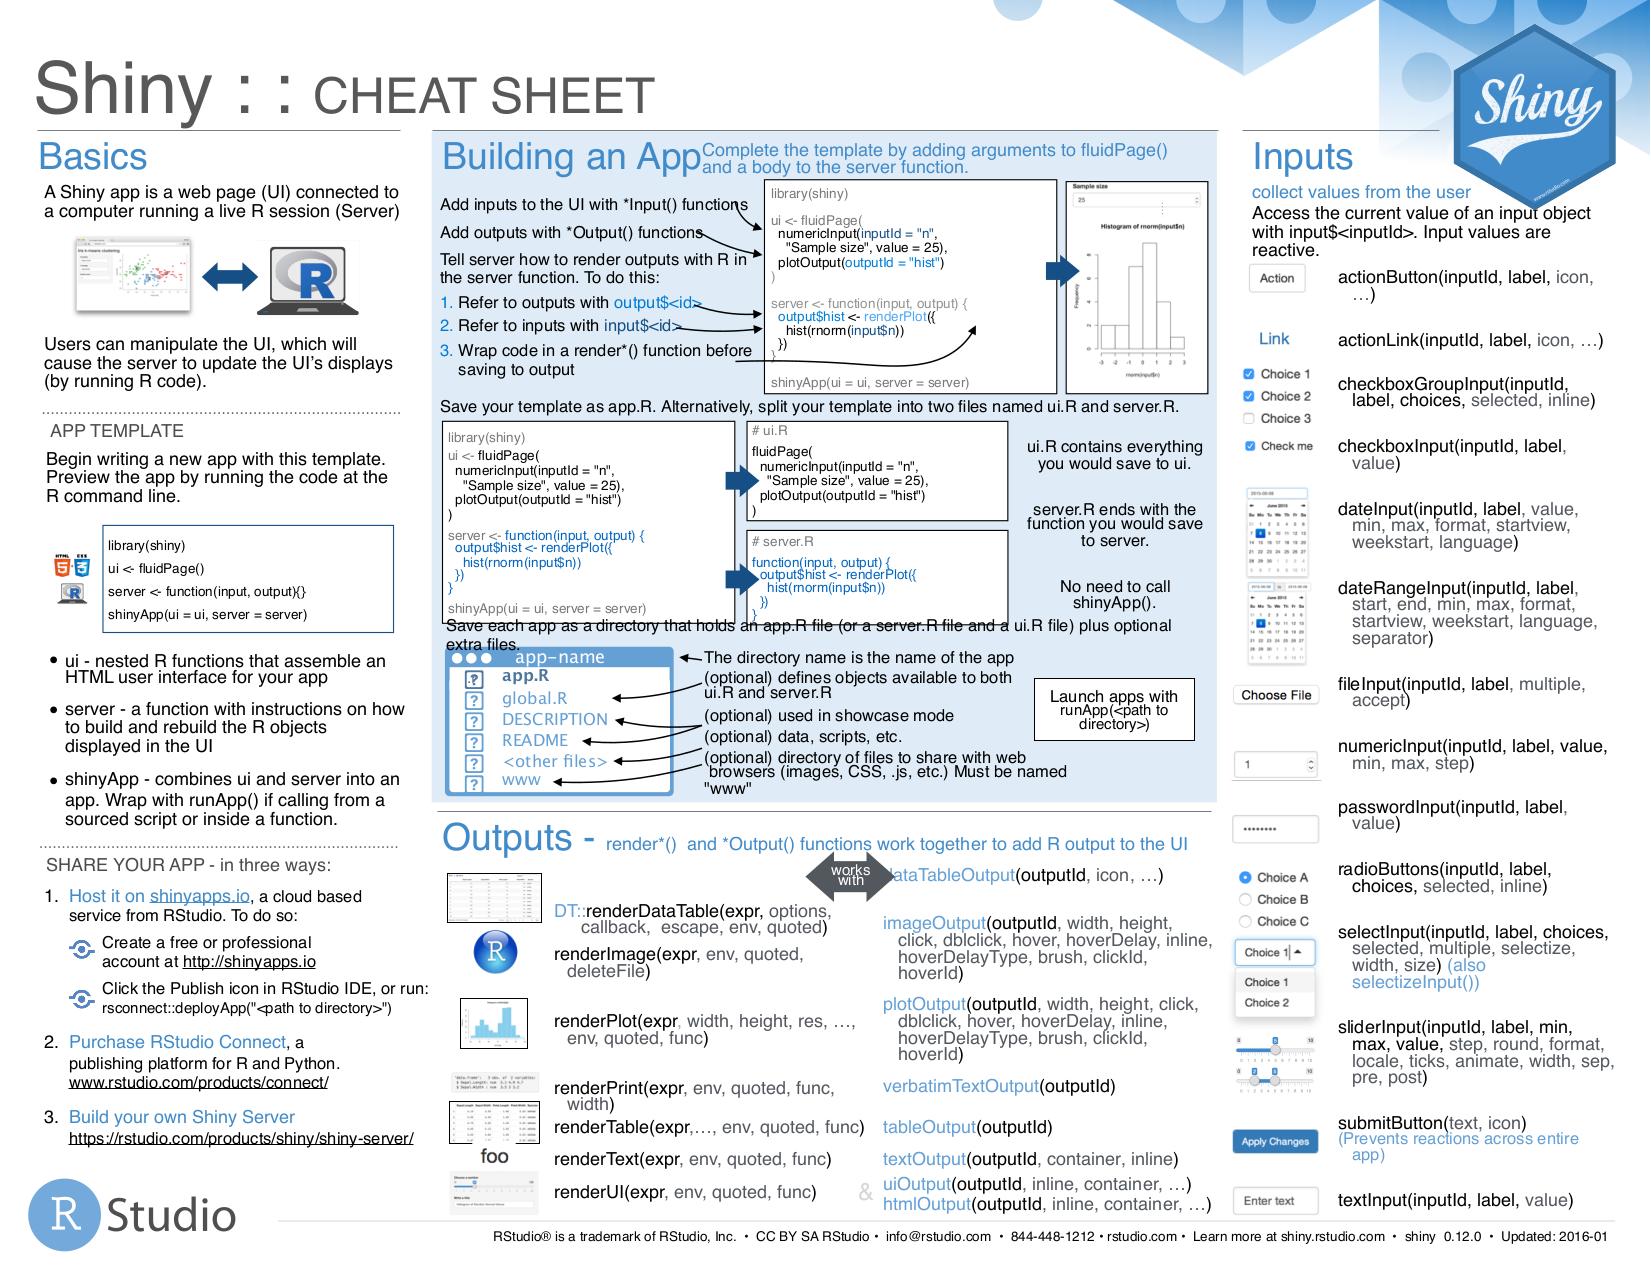 Shiny : : CHEAT SHEET
Shiny
Basics
A Shiny app is a web page (UI) connected to
a computer running a live R session (Server)
Users can manipulate the UI, which will
cause the server to update the UI's displays
(by running R code).
APP TEMPLATE
Begin writing a new app with this template.
Preview the app by running the code at the
R command line.
HTML CSS
library(shiny)
ui <- fluidPage()
server <- function(input, output){}
shinyApp(ui = ui, server = server)
• ui - nested R functions that assemble an
HTML user interface for your app
• server - a function with instructions on how
to build and rebuild the R objects
displayed in the UI
• shinyApp - combines ui and server into an
app. Wrap with runApp() if calling from a
sourced script or inside a function.
SHARE YOUR APP - in three ways:
1. Host it on shinyapps.io, a cloud based
service from RStudio. To do so:
Create a free or professional
account at http://shinyapps.io
Click the Publish icon in RStudio IDE, or run:
rsconnect::deployApp("<path to directory>")
2. Purchase RStudio Connect, a
publishing platform for R and Python.
www.rstudio.com/products/connect/
3. Build your own Shiny Server
https://rstudio.com/products/shiny/shiny-server/
Building an App
Complete the template by adding arguments to fluidPage()
and a body to the server function.
Add inputs to the UI with *Input() functions
Add outputs with *Output() functions
Tell server how to render outputs with R in
the server function. To do this:
1. Refer to outputs with output$<id>
2. Refer to inputs with input$<id>
3. Wrap code in a render*() function before
saving to output
library(shiny)
ui <- fluidPage(
numericInput(inputId = "n",
"Sample size", value = 25),
plotOutput(outputId = "hist")
)
server <- function(input, output) {
output$hist <- renderPlot({
hist(rnorm(input$n))
})
}
shinyApp(ui = ui, server = server)
Sample size
25
Histogram of rnorm(input$n)
Frequency
0 2 4 6 8
-3 -2 -1 0 1 2 3
rnorm(input$n)
Save your template as app.R. Alternatively, split your template into two files named ui.R and server.R.
library(shiny)
ui <- fluidPage(
numericInput(inputId = "n",
"Sample size", value = 25),
plotOutput(outputId = "hist")
)
server <- function(input, output) {
output$hist <- renderPlot({
hist(rnorm(input$n))
})
}
shinyApp(ui = ui, server = server)
# ui.R
fluidPage(
numericInput(inputId = "n",
"Sample size", value = 25),
plotOutput(outputId = "hist")
)
# server.R
function(input, output) {
output$hist <- renderPlot({
hist(rnorm(input$n))
})
}
ui.R contains everything
you would save to ui.
server.R ends with the
function you would save
to server.
No need to call
shinyApp().
Save each app as a directory that holds an app.R file (or a server.R file and a ui.R file) plus optional
extra files.
app-name
app.R
global.R
DESCRIPTION
README
<other files>
www
The directory name is the name of the app
(optional) defines objects available to both
ui.R and server.R
(optional) used in showcase mode
(optional) data, scripts, etc.
(optional) directory of files to share with web
browsers (images, CSS, .js, etc.) Must be named
"www"
Launch apps with
runApp(<path to
directory>)
Outputs - render*() and *Output() functions work together to add R output to the UI
works
with
DT::renderDataTable(expr, options,
callback, escape, env, quoted)
renderImage(expr, env, quoted,
deleteFile)
renderPlot(expr, width, height, res, …,
env, quoted, func)
renderPrint(expr, env, quoted, func,
width)
renderTable(expr,…, env, quoted, func)
foo
renderText(expr, env, quoted, func)
renderUI(expr, env, quoted, func)
dataTableOutput(outputId, icon, …)
imageOutput(outputId, width, height,
click, dblclick, hover, hoverDelay, inline,
hoverDelayType, brush, clickId,
hoverId)
plotOutput(outputId, width, height, click,
dblclick, hover, hoverDelay, inline,
hoverDelayType, brush, clickId,
hoverId)
verbatimTextOutput(outputId)
tableOutput(outputId)
textOutput(outputId, container, inline)
uiOutput(outputId, inline, container, …)
& htmlOutput(outputId, inline, container, …)
Inputs
collect values from the user
Access the current value of an input object
with input$<inputId>. Input values are
reactive.
Action
actionButton(inputId, label, icon,
…)
Link
actionLink(inputId, label, icon, …)
Choice 1
Choice 2
Choice 3
checkboxGroupInput(inputId,
label, choices, selected, inline)
Check me
checkboxInput(inputId, label,
value)
June 2015
dateInput(inputId, label, value,
min, max, format, startview,
weekstart, language)
June 2015
dateRangeInput(inputId, label,
start, end, min, max, format,
startview, weekstart, language,
separator)
Choose File
fileInput(inputId, label, multiple,
accept)
1
numericInput(inputId, label, value,
min, max, step)
passwordInput(inputId, label,
value)
Choice A
Choice B
Choice C
radioButtons(inputId, label,
choices, selected, inline)
Choice 1
Choice 1
Choice 2
selectInput(inputId, label, choices,
selected, multiple, selectize,
width, size) (also
selectizeInput())
0 5 10
sliderInput(inputId, label, min,
max, value, step, round, format,
locale, ticks, animate, width, sep,
pre, post)
Apply Changes
submitButton(text, icon)
(Prevents reactions across entire
app)
Enter text
textInput(inputId, label, value)
R Studio
RStudio® is a trademark of RStudio, Inc. • CC BY SA RStudio • info@rstudio.com • 844-448-1212 • rstudio.com • Learn more at shiny.rstudio.com • shiny 0.12.0 • Updated: 2016-01